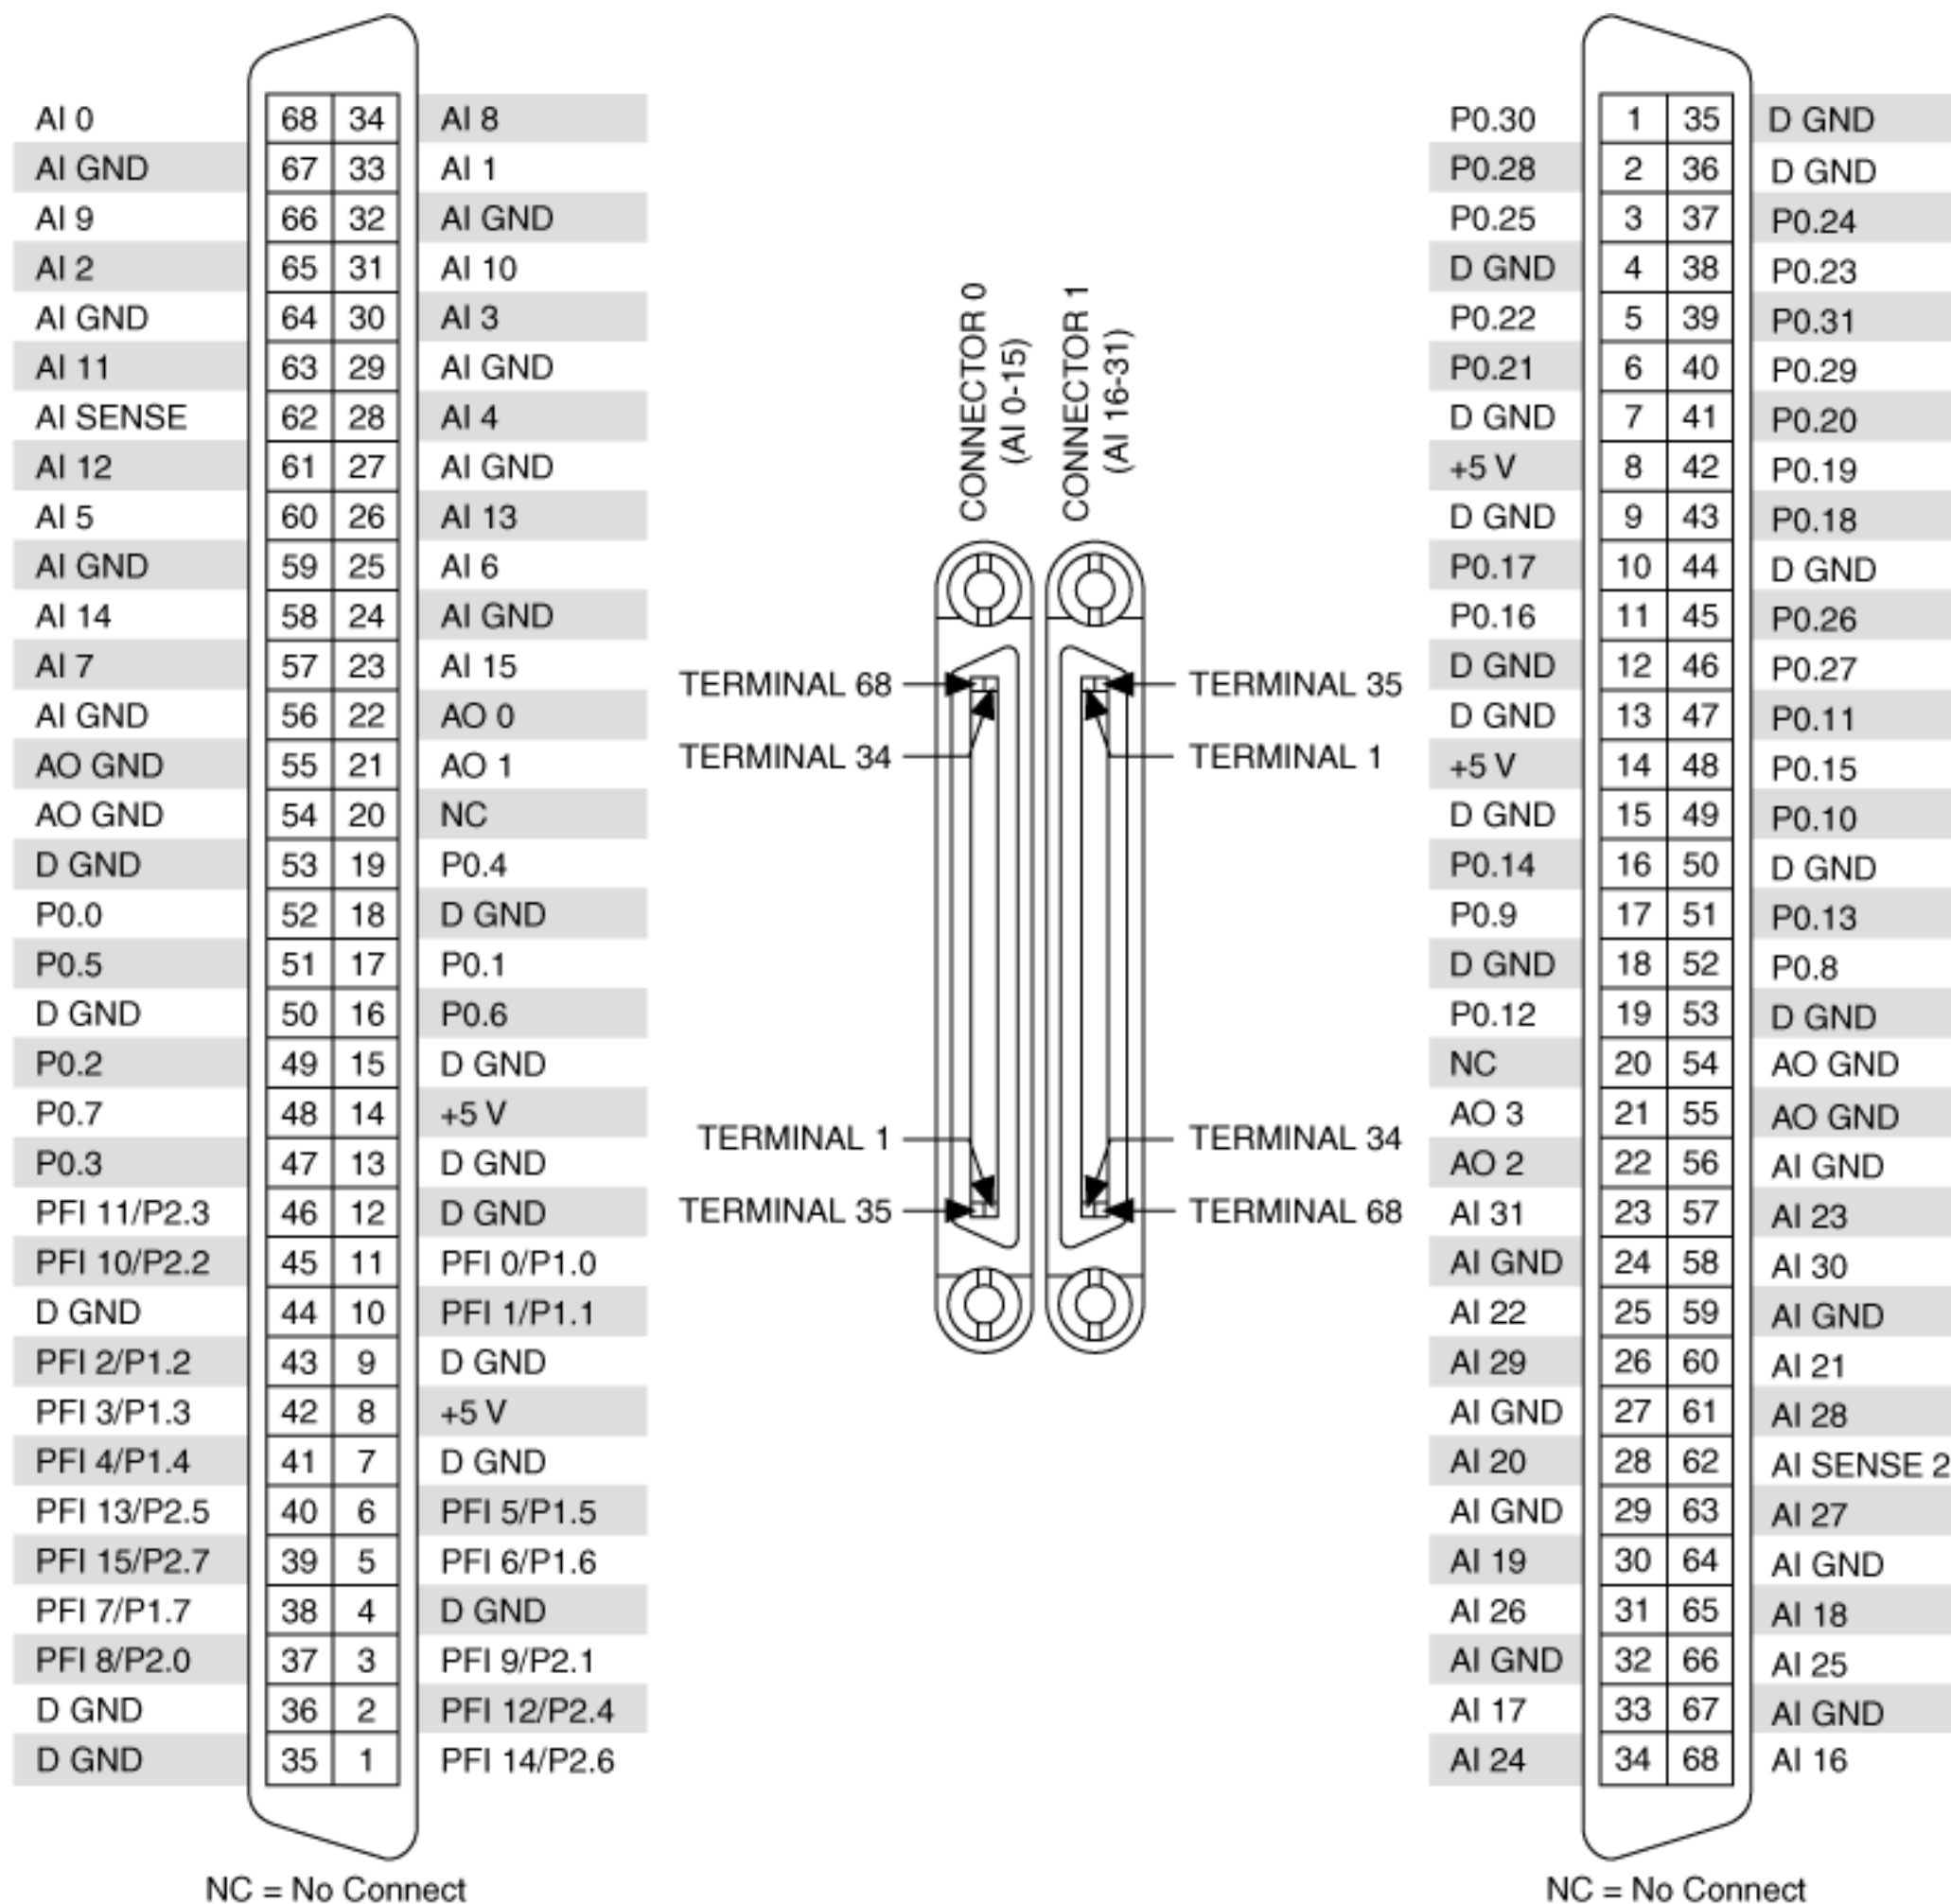 AI 0 68 34 AI 8
AI GND 67 33 AI 1
AI 9 66 32 AI GND
AI 2 65 31 AI 10
AI GND 64 30 AI 3
AI 11 63 29 AI GND
AI SENSE 62 28 AI 4
AI 12 61 27 AI GND
AI 5 60 26 AI 13
AI GND 59 25 AI 6
AI 14 58 24 AI GND
AI 7 57 23 AI 15
AI GND 56 22 AO 0
AO GND 55 21 AO 1
AO GND 54 20 NC
D GND 53 19 P0.4
P0.0 52 18 D GND
P0.5 51 17 P0.1
D GND 50 16 P0.6
P0.2 49 15 D GND
P0.7 48 14 +5 V
P0.3 47 13 D GND
PFI 11/P2.3 46 12 D GND
PFI 10/P2.2 45 11 PFI 0/P1.0
D GND 44 10 PFI 1/P1.1
PFI 2/P1.2 43 9 D GND
PFI 3/P1.3 42 8 +5 V
PFI 4/P1.4 41 7 D GND
PFI 13/P2.5 40 6 PFI 5/P1.5
PFI 15/P2.7 39 5 PFI 6/P1.6
PFI 7/P1.7 38 4 D GND
PFI 8/P2.0 37 3 PFI 9/P2.1
D GND 36 2 PFI 12/P2.4
D GND 35 1 PFI 14/P2.6
NC = No Connect
CONNECTOR 0
(AI 0-15)
CONNECTOR 1
(AI 16-31)
TERMINAL 68
TERMINAL 34
TERMINAL 35
TERMINAL 1
TERMINAL 1
TERMINAL 35
TERMINAL 34
TERMINAL 68
P0.30 1 35 D GND
P0.28 2 36 D GND
P0.25 3 37 P0.24
D GND 4 38 P0.23
P0.22 5 39 P0.31
P0.21 6 40 P0.29
D GND 7 41 P0.20
+5 V 8 42 P0.19
D GND 9 43 P0.18
P0.17 10 44 D GND
P0.16 11 45 P0.26
D GND 12 46 P0.27
D GND 13 47 P0.11
+5 V 14 48 P0.15
D GND 15 49 P0.10
P0.14 16 50 D GND
P0.9 17 51 P0.13
D GND 18 52 P0.8
P0.12 19 53 D GND
NC 20 54 AO GND
AO 3 21 55 AO GND
AO 2 22 56 AI GND
AI 31 23 57 AI 23
AI GND 24 58 AI 30
AI 22 25 59 AI GND
AI 29 26 60 AI 21
AI GND 27 61 AI 28
AI 20 28 62 AI SENSE 2
AI GND 29 63 AI 27
AI 19 30 64 AI GND
AI 26 31 65 AI 18
AI GND 32 66 AI 25
AI 17 33 67 AI GND
AI 24 34 68 AI 16
NC = No Connect